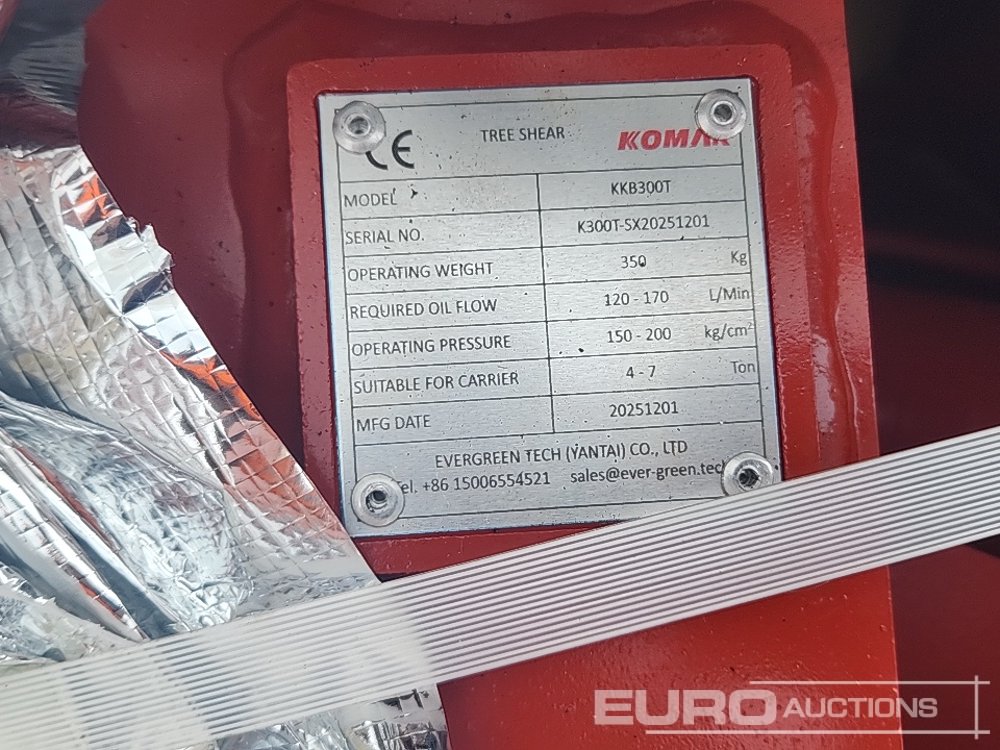 CE TREE SHEAR
MODEL KKB300T
SERIAL NO. K300T-SX20251201
OPERATING WEIGHT 350 Kg
REQUIRED OIL FLOW 120 - 170 L/Min
OPERATING PRESSURE 150 - 200 kg/cm²
SUITABLE FOR CARRIER 4 - 7 Ton
MFG DATE 20251201
EVERGREEN TECH (YANTAI) CO., LTD
Tel. +86 15006554521 sales@ever-green.tech
EURO AUCTIONS